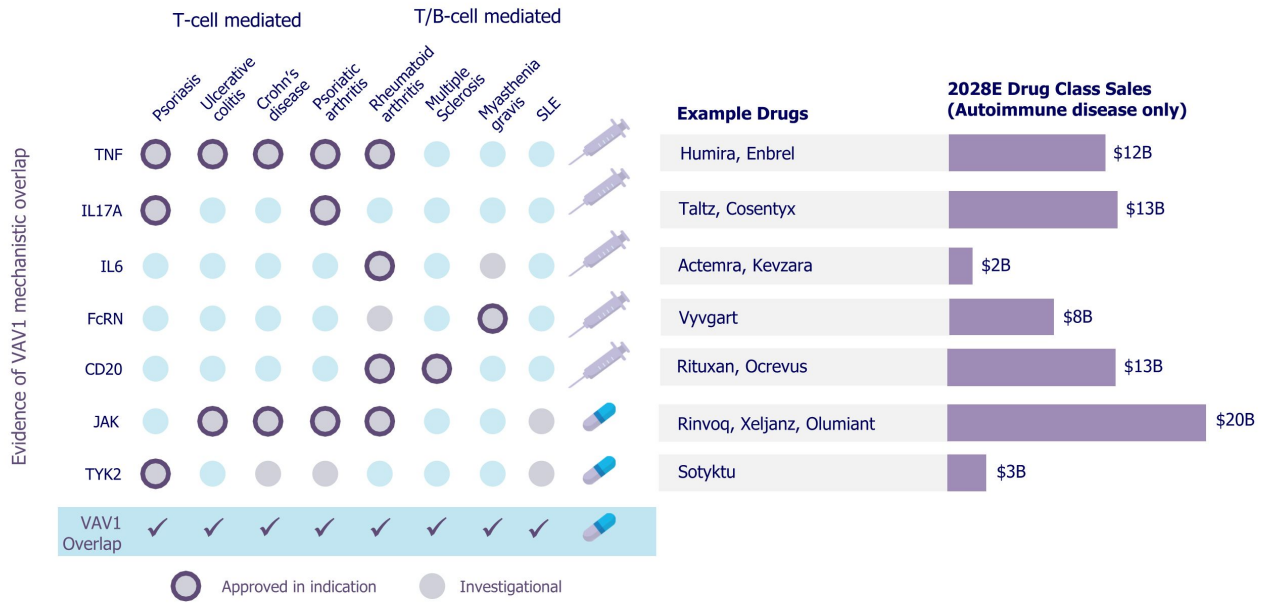 T-cell mediated
T/B-cell mediated
Psoriasis
Ulcerative
colitis
Crohn's
disease
Psoriatic
arthritis
Rheumatoid
arthritis
Multiple
Sclerosis
Myasthenia
gravis
SLE
Example Drugs
2028E Drug Class Sales
(Autoimmune disease only)
Evidence of VAV1 mechanistic overlap
TNF
Humira, Enbrel
$12B
IL17A
Taltz, Cosentyx
$13B
IL6
Actemra, Kevzara
$2B
FcRN
Vyvgart
$8B
CD20
Rituxan, Ocrevus
$13B
JAK
Rinvoq, Xeljanz, Olumiant
$20B
TYK2
Sotyktu
$3B
VAV1
Overlap
Approved in indication
Investigational